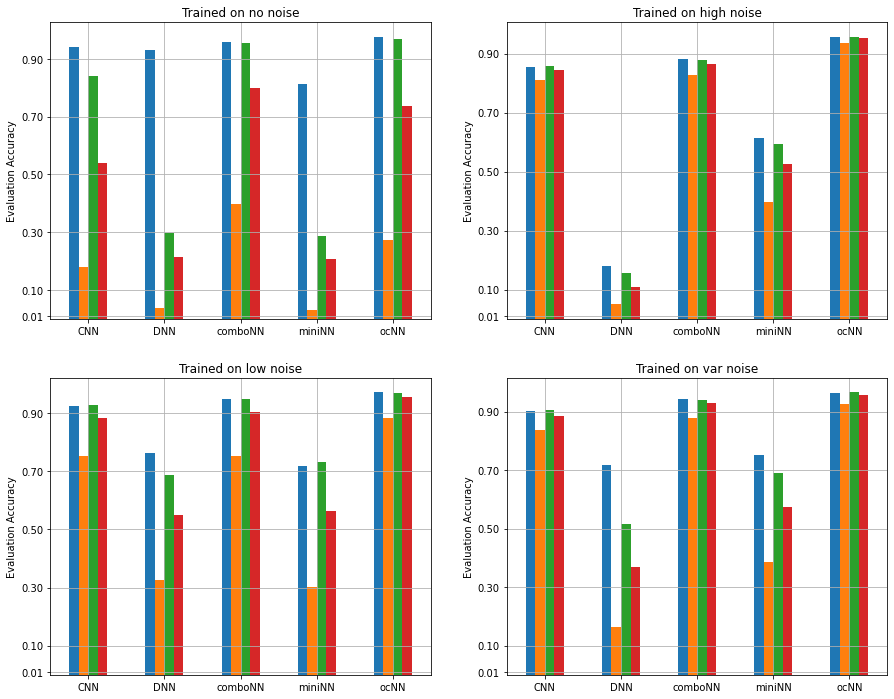 Trained on no noise
Evaluation Accuracy
0.90
0.70
0.50
0.30
0.10
0.01
CNN DNN comboNN miniNN ocNN
Trained on high noise
Evaluation Accuracy
0.90
0.70
0.50
0.30
0.10
0.01
CNN DNN comboNN miniNN ocNN
Trained on low noise
Evaluation Accuracy
0.90
0.70
0.50
0.30
0.10
0.01
CNN DNN comboNN miniNN ocNN
Trained on var noise
Evaluation Accuracy
0.90
0.70
0.50
0.30
0.10
0.01
CNN DNN comboNN miniNN ocNN